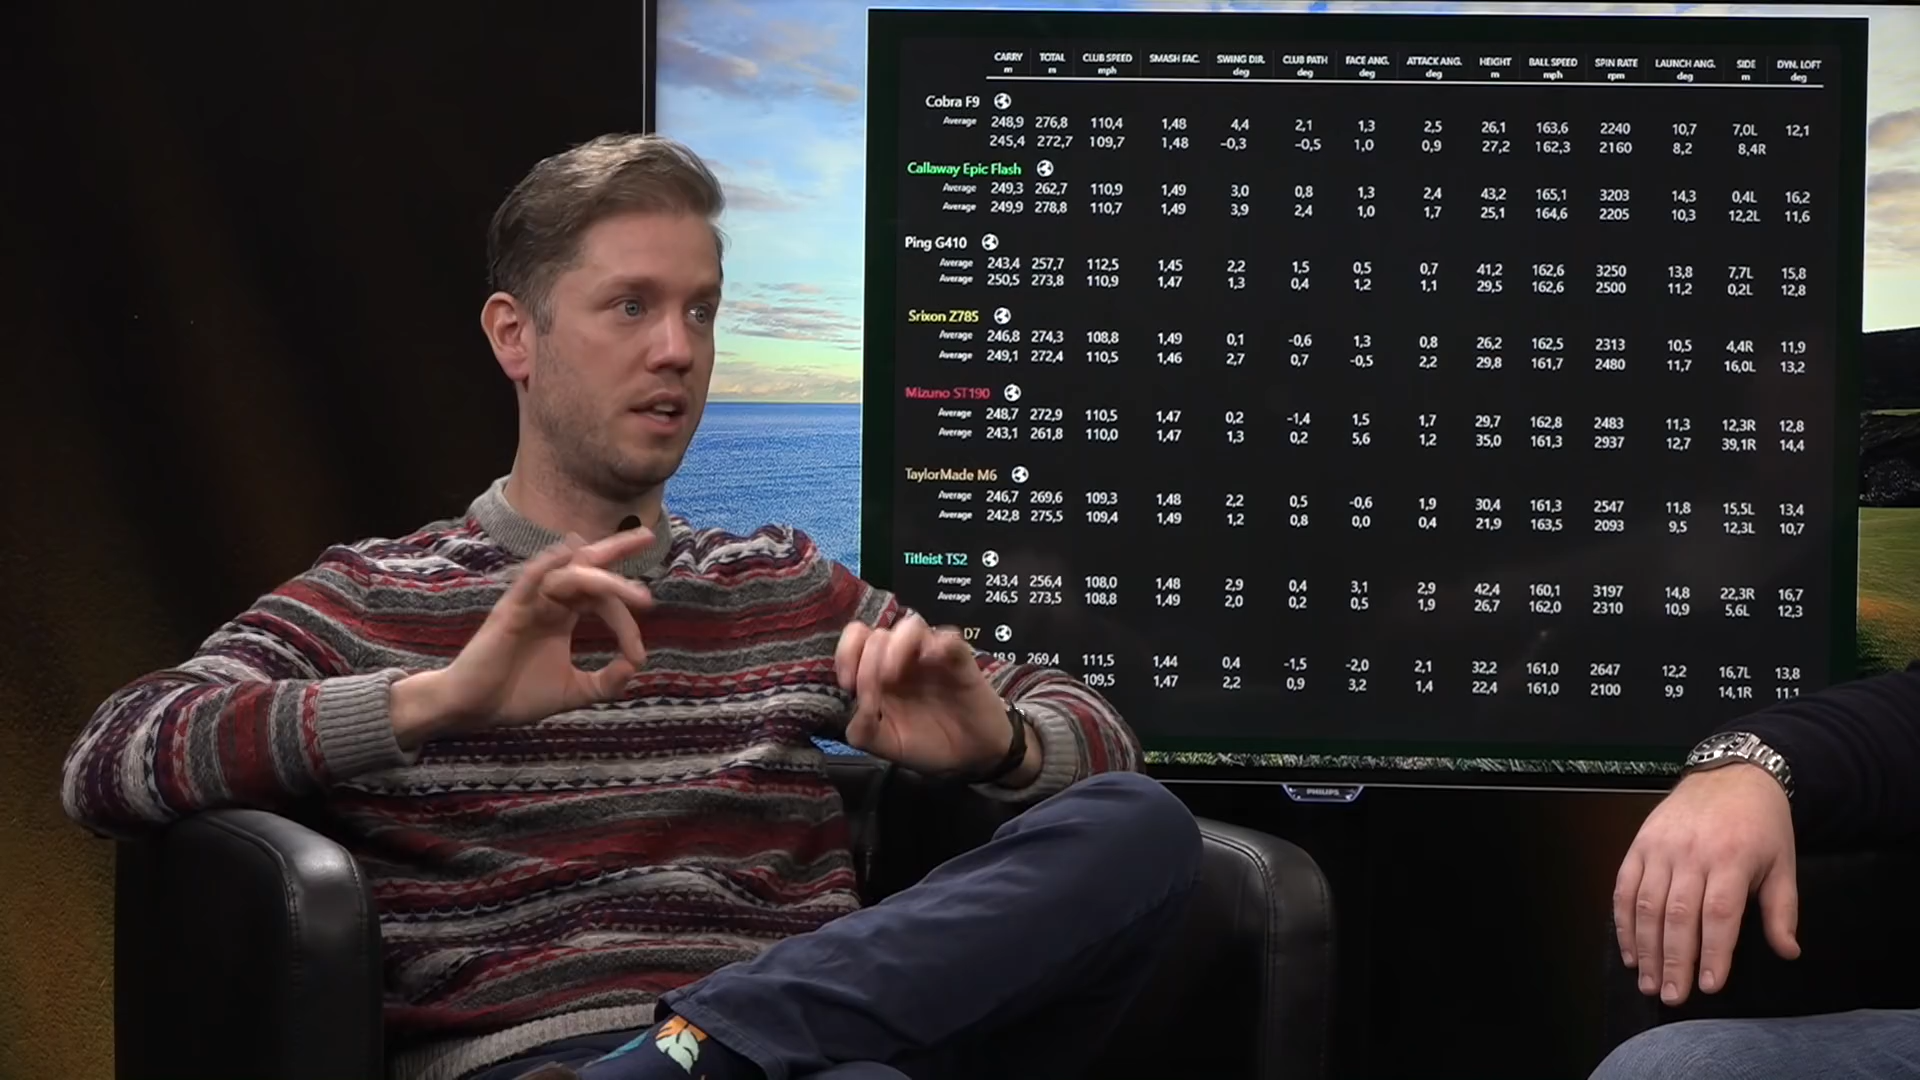 CARRY TOTAL CLUB SPEED SMASH FAC. SWING DIR. CLUB PATH FACE ANG. ATTACK ANG. HEIGHT BALL SPEED SPIN RATE LAUNCH ANG. SIDE DYN. LOFT
m m mph deg deg deg deg m mph rpm deg m deg
Cobra F9
Average 248,9 276,8 110,4 1,48 4,4 2,1 1,3 2,5 26,1 163,6 2240 10,7 7,0L 12,1
245,4 272,7 109,7 1,48 -0,3 -0,5 1,0 0,9 27,2 162,3 2160 8,2 8,4R
Callaway Epic Flash
Average 249,3 262,7 110,9 1,49 3,0 0,8 1,3 2,4 43,2 165,1 3203 14,3 0,4L 16,2
Average 249,9 278,8 110,7 1,49 3,9 2,4 1,0 1,7 25,1 164,6 2205 10,3 12,2L 11,6
Ping G410
Average 243,4 257,7 112,5 1,45 2,2 1,5 0,5 0,7 41,2 162,6 3250 13,8 7,7L 15,8
Average 250,5 273,8 110,9 1,47 1,3 0,4 1,2 1,1 29,5 162,6 2500 11,2 0,2L 12,8
Srixon Z785
Average 246,8 274,3 108,8 1,49 0,1 -0,6 1,3 0,8 26,2 162,5 2313 10,5 4,4R 11,9
Average 249,1 272,4 110,5 1,46 2,7 0,7 -0,5 2,2 29,8 161,7 2480 11,7 16,0L 13,2
Mizuno ST190
Average 248,7 272,9 110,5 1,47 0,2 -1,4 1,5 1,7 29,7 162,8 2483 11,3 12,3R 12,8
Average 243,1 261,8 110,0 1,47 1,3 0,2 5,6 1,2 35,0 161,3 2937 12,7 39,1R 14,4
TaylorMade M6
Average 246,7 269,6 109,3 1,48 2,2 0,5 -0,6 1,9 30,4 161,3 2547 11,8 15,5L 13,4
Average 242,8 275,5 109,4 1,49 1,2 0,8 0,0 0,4 21,9 163,5 2093 9,5 12,3L 10,7
Titleist TS2
Average 243,4 256,4 108,0 1,48 2,9 0,4 3,1 2,9 42,4 160,1 3197 14,8 22,3R 16,7
Average 246,5 273,5 108,8 1,49 2,0 0,2 0,5 1,9 26,7 162,0 2310 10,9 5,6L 12,3
D7
269,4 111,5 1,44 0,4 -1,5 -2,0 2,1 32,2 161,0 2647 12,2 16,7L 13,8
109,5 1,47 2,2 0,9 3,2 1,4 22,4 161,0 2100 9,9 14,1R 11,1
PHILIPS